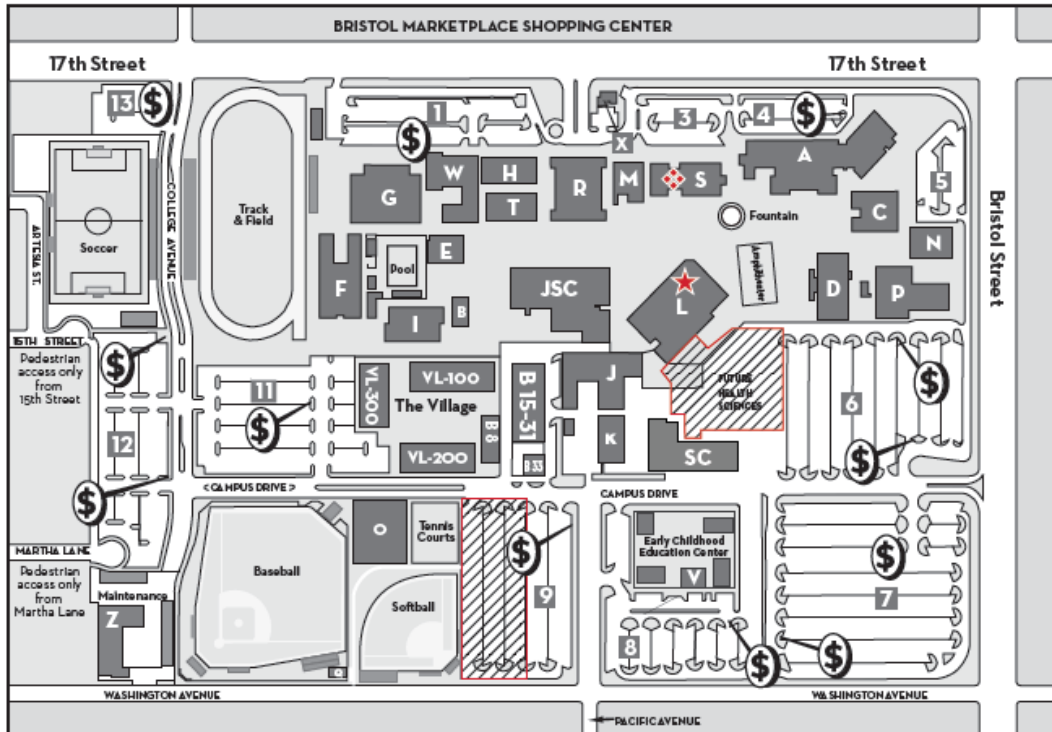 BRISTOL MARKETPLACE SHOPPING CENTER
17th Street
17th Street
13
$
1
$
3
4
$
X
5
A
W
H
T
G
R
M
S
C
N
Track
& Field
Soccer
COLLEGE AVENUE
ARTESIA ST.
Fountain
Bristol Street
E
Pool
F
I
B
JSC
L
Amphitheater
D
P
15TH STREET
Pedestrian
access only
from
15th Street
$
11
$
VL-300
VL-100
The Village
VL-200
B 8
B 15-31
B 33
J
K
FUTURE
HEALTH
SCIENCES
SC
6
$
$
12
$
< CAMPUS DRIVE >
CAMPUS DRIVE
MARTHA LANE
Pedestrian
access only
from
Martha Lane
Maintenance
Z
Baseball
O
Tennis
Courts
Softball
$
9
Early Childhood
Education Center
V
8
$
$
7
$
WASHINGTON AVENUE
WASHINGTON AVENUE
PACIFIC AVENUE